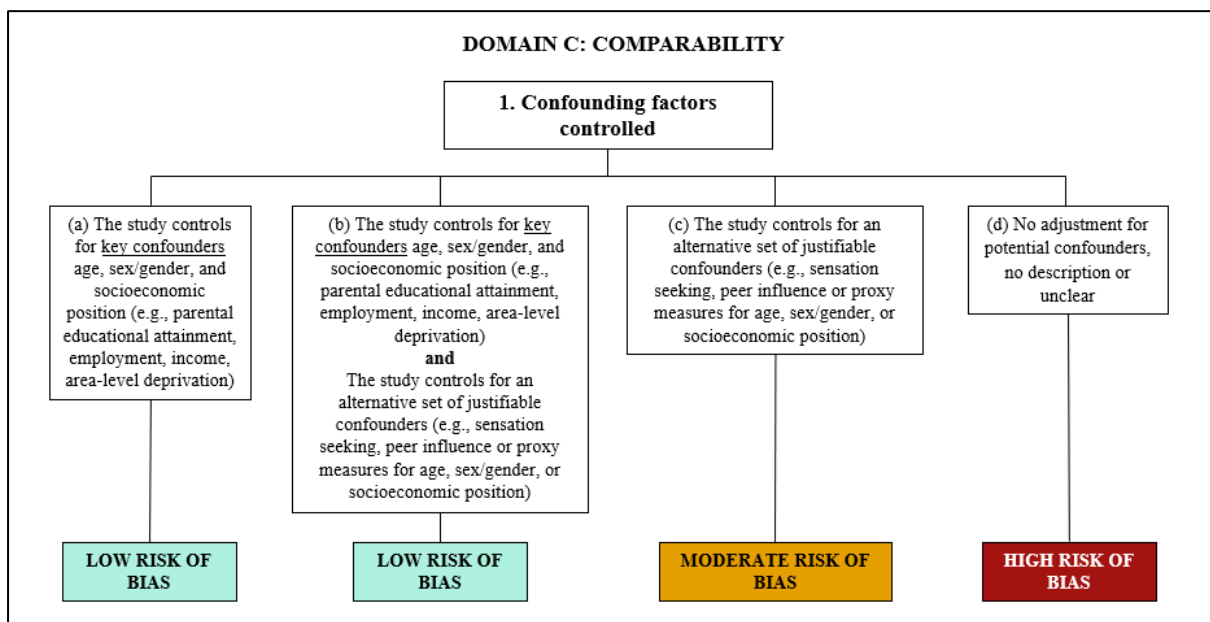 DOMAIN C: COMPARABILITY
1. Confounding factors
controlled
(a) The study controls
for key confounders
age, sex/gender, and
socioeconomic
position (e.g., parental
educational attainment,
employment, income,
area-level deprivation)
(b) The study controls for key
confounders age, sex/gender, and
socioeconomic position (e.g.,
parental educational attainment,
employment, income, area-level
deprivation)
and
The study controls for an
alternative set of justifiable
confounders (e.g., sensation
seeking, peer influence or proxy
measures for age, sex/gender, or
socioeconomic position)
(c) The study controls for an
alternative set of justifiable
confounders (e.g., sensation
seeking, peer influence or proxy
measures for age, sex/gender, or
socioeconomic position)
(d) No adjustment for
potential confounders,
no description or
unclear
LOW RISK OF
BIAS
LOW RISK OF
BIAS
MODERATE RISK OF
BIAS
HIGH RISK OF
BIAS